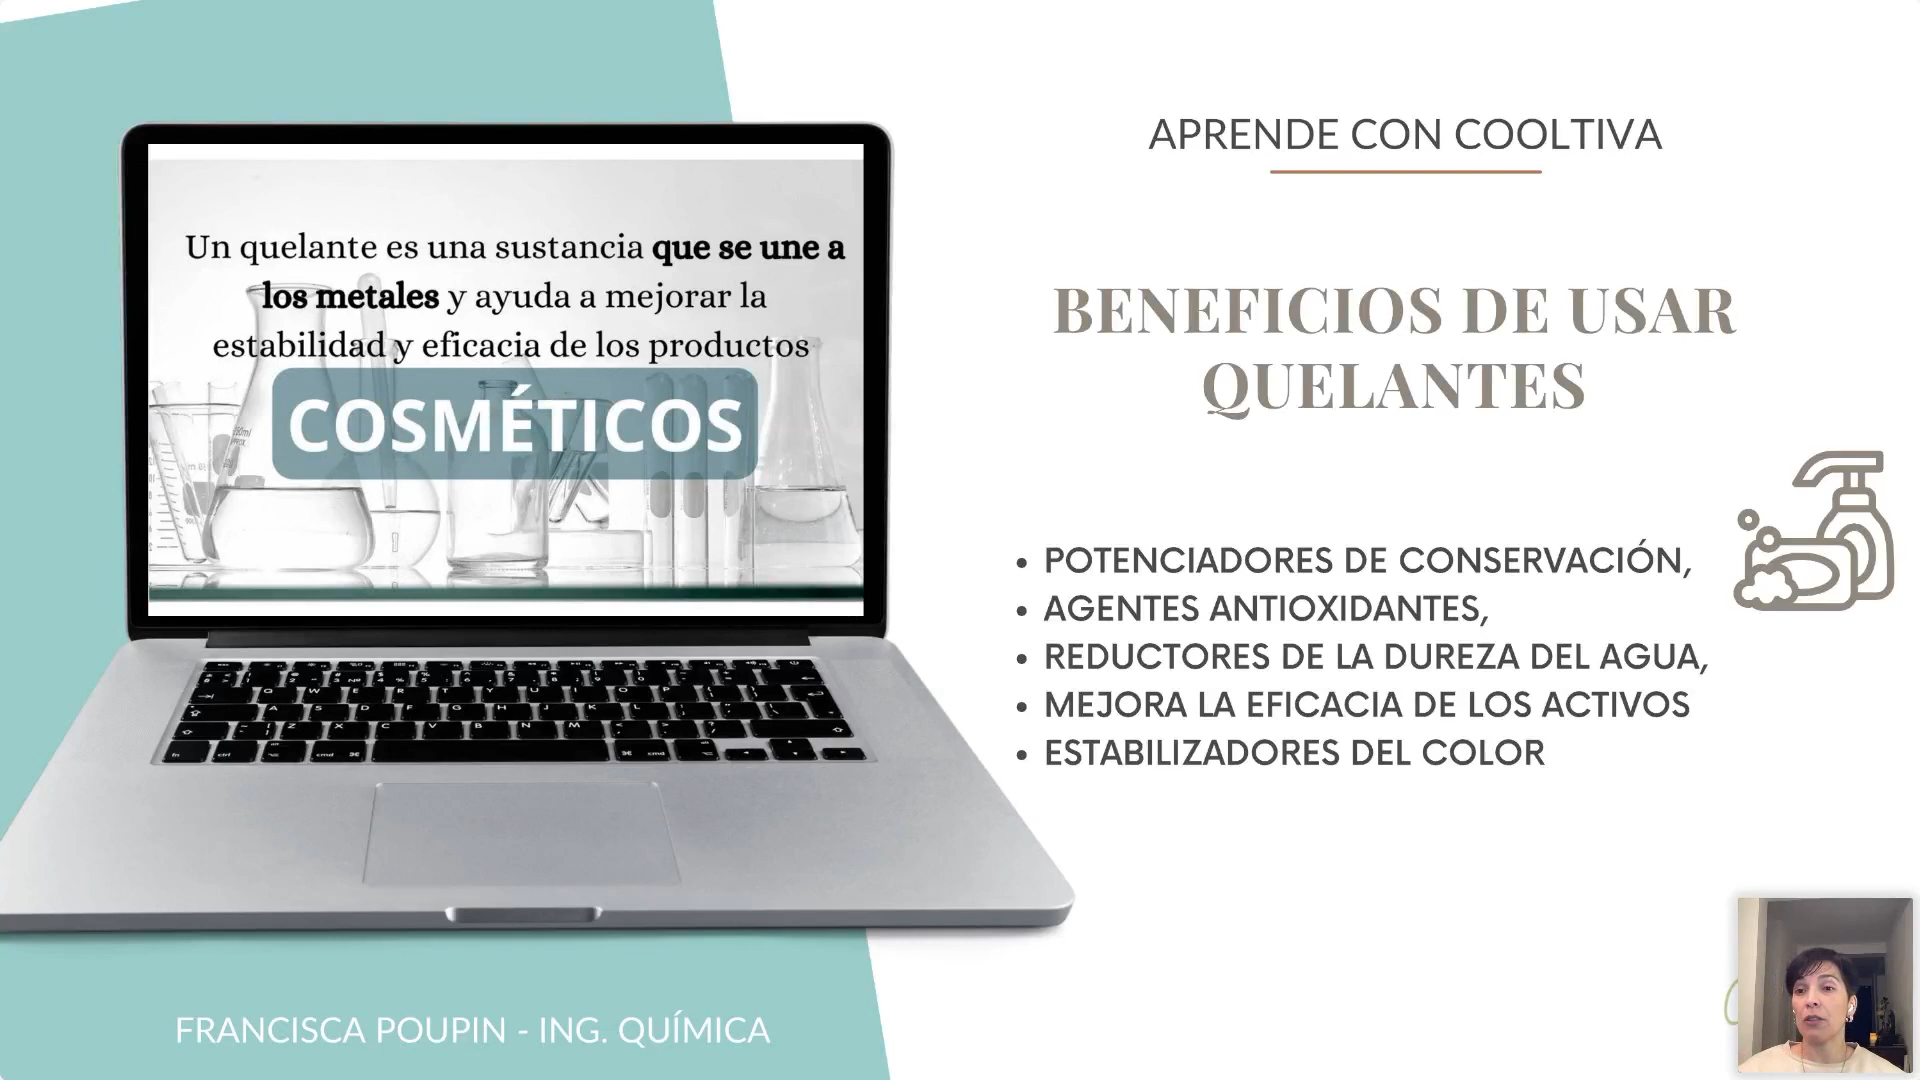 Un quelante es una sustancia que se une a
los metales y ayuda a mejorar la
estabilidad y eficacia de los productos
COSMÉTICOS
APRENDE CON COOLTIVA
BENEFICIOS DE USAR
QUELANTES
• POTENCIADORES DE CONSERVACIÓN,
• AGENTES ANTIOXIDANTES,
• REDUCTORES DE LA DUREZA DEL AGUA,
• MEJORA LA EFICACIA DE LOS ACTIVOS
• ESTABILIZADORES DEL COLOR
FRANCISCA POUPIN - ING. QUÍMICA